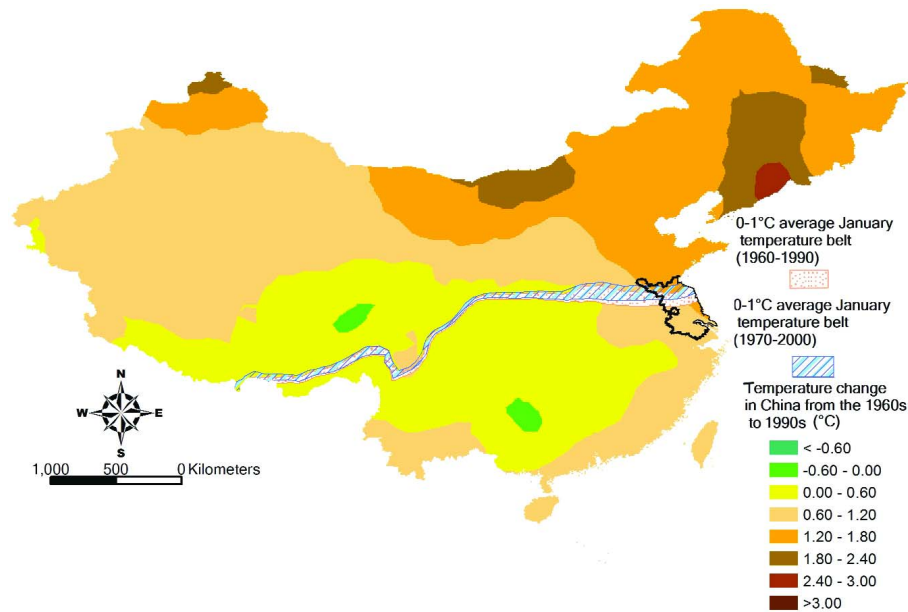 0-1°C average January
temperature belt
(1960-1990)
0-1°C average January
temperature belt
(1970-2000)
Temperature change
in China from the 1960s
to 1990s (°C)
< -0.60
-0.60 - 0.00
0.00 - 0.60
0.60 - 1.20
1.20 - 1.80
1.80 - 2.40
2.40 - 3.00
>3.00
N
W E
S
1,000 500 0 Kilometers